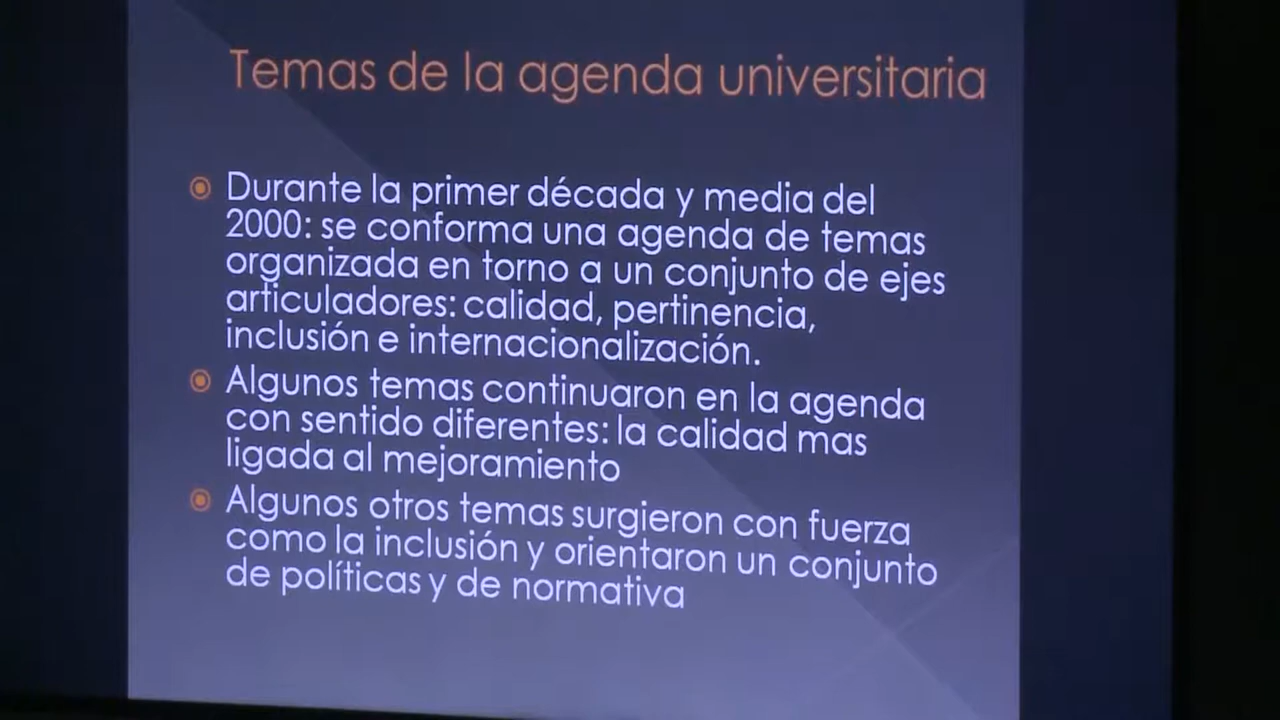 Temas de la agenda universitaria
Durante la primer década y media del
2000: se conforma una agenda de temas
organizada en torno a un conjunto de ejes
articuladores: calidad, pertinencia,
inclusión e internacionalización.
Algunos temas continuaron en la agenda
con sentido diferentes: la calidad mas
ligada al mejoramiento
Algunos otros temas surgieron con fuerza
como la inclusión y orientaron un conjunto
de políticas y de normativa